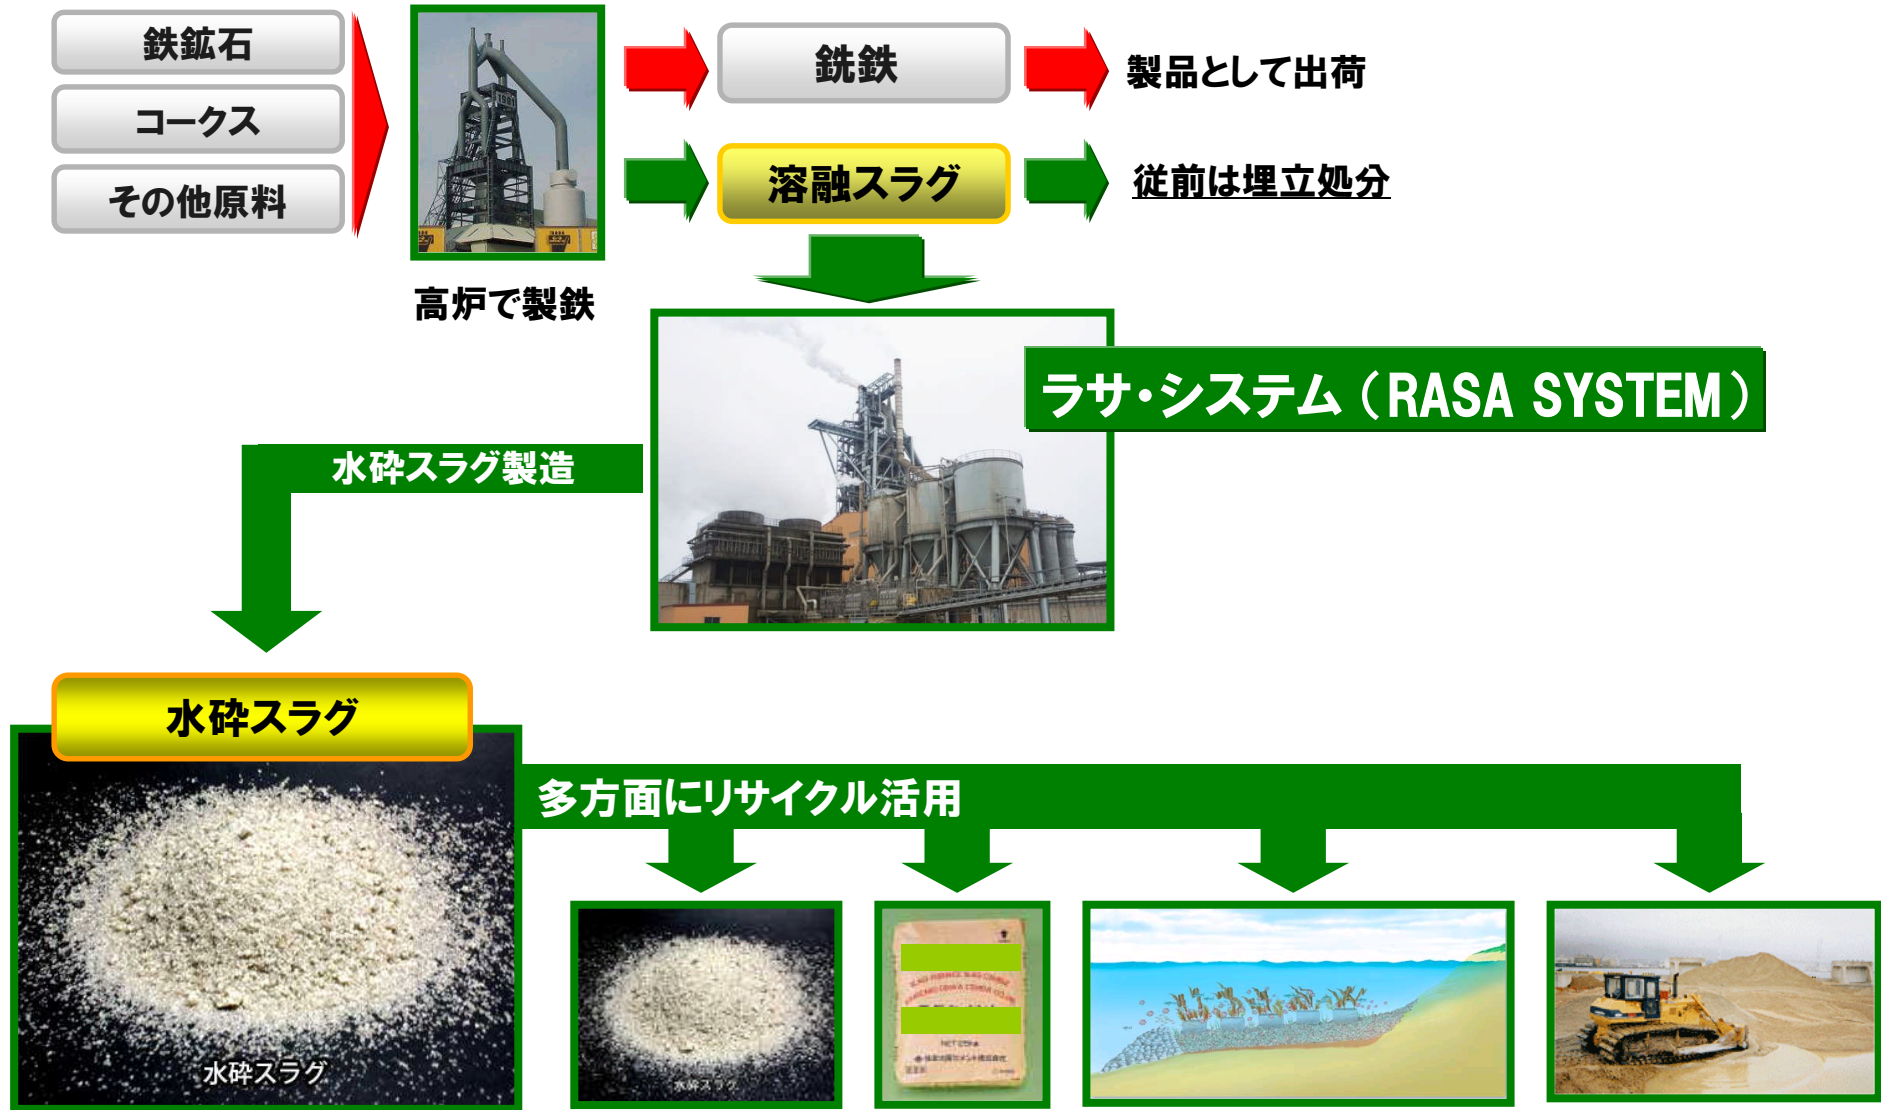 鉄鉱石
コークス
その他原料
高炉で製鉄
銑鉄
製品として出荷
溶融スラグ
従前は埋立処分
ラサ・システム（RASA SYSTEM）
水砕スラグ製造
水砕スラグ
水砕スラグ
多方面にリサイクル活用
水砕スラグ
NET 25kg